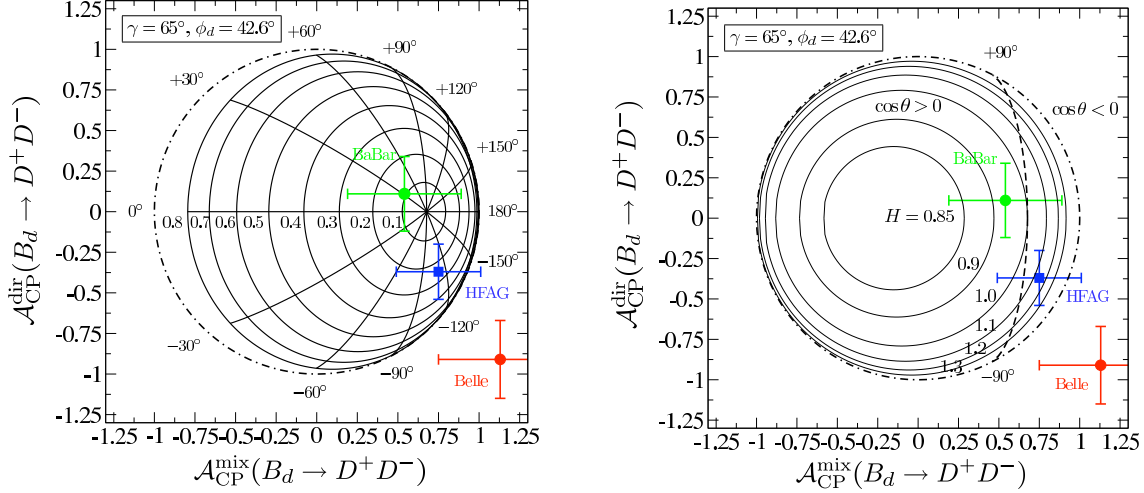 γ = 65°, ϕ_d = 42.6°
A_CP^dir(B_d → D⁺D⁻)
1.25
1
0.75
0.5
0.25
0
-0.25
-0.5
-0.75
-1
-1.25
+60°
+90°
+30°
+120°
+150°
BaBar
0°
0.8 0.7 0.6 0.5 0.4 0.3 0.2 0.1
180°
−150°
HFAG
−120°
−30°
−90°
−60°
Belle
-1.25 -1 -0.75 -0.5 -0.25 0 0.25 0.5 0.75 1 1.25
A_CP^mix(B_d → D⁺D⁻)
γ = 65°, ϕ_d = 42.6°
A_CP^dir(B_d → D⁺D⁻)
1.25
1
0.75
0.5
0.25
0
-0.25
-0.5
-0.75
-1
-1.25
+90°
cos θ > 0
cos θ < 0
BaBar
H = 0.85
0.9
HFAG
1.0
1.1
1.2
1.3
−90°
Belle
-1.25 -1 -0.75 -0.5 -0.25 0 0.25 0.5 0.75 1 1.25
A_CP^mix(B_d → D⁺D⁻)